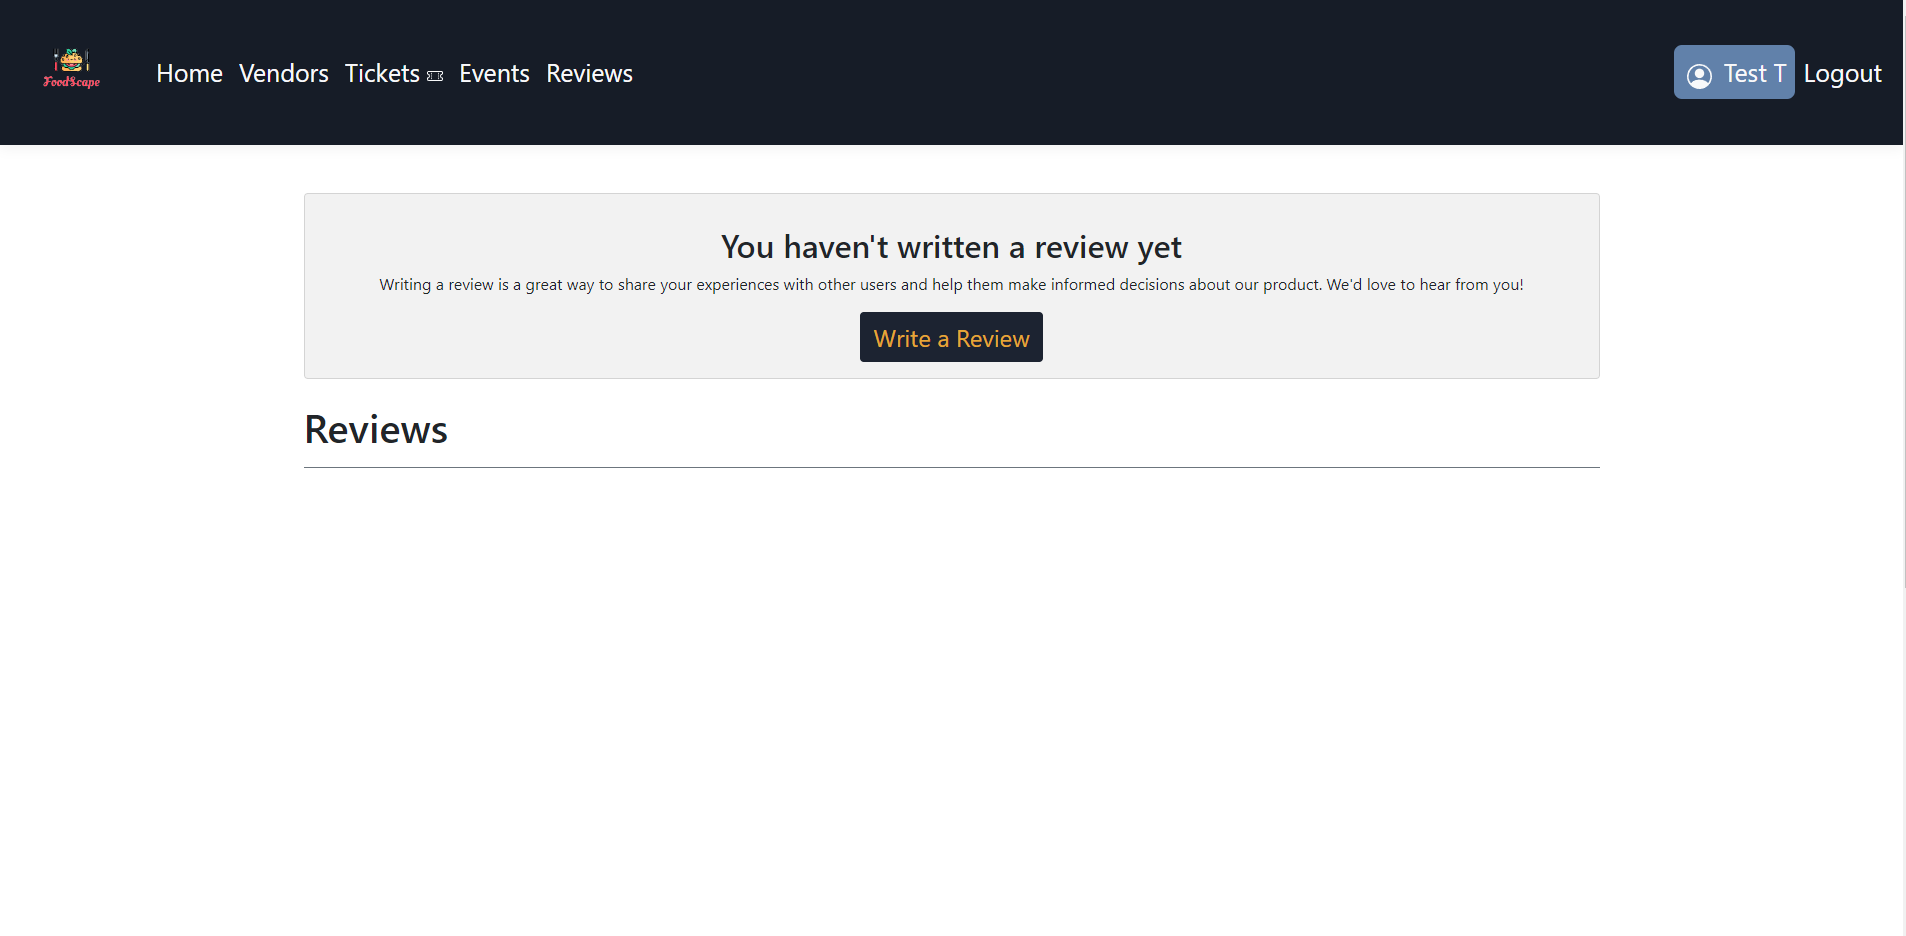 FoodScape
Home Vendors Tickets Events Reviews
Test T Logout
You haven't written a review yet
Writing a review is a great way to share your experiences with other users and help them make informed decisions about our product. We'd love to hear from you!
Write a Review
Reviews